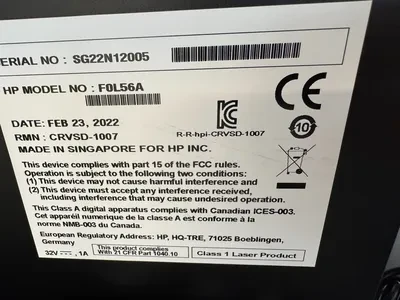 ERIAL NO : SG22N12005
HP MODEL NO : F0L56A
CE
DATE: FEB 23, 2022
10
RMN : CRVSD-1007
R-R-hpi-CRVSD-1007
MADE IN SINGAPORE FOR HP INC.
This device complies with part 15 of the FCC rules.
Operation is subject to the following two conditions:
(1) This device may not cause harmful interference and
(2) This device must accept any interference received,
including interference that may cause undesired operation.
This Class A digital apparatus complies with Canadian ICES-003.
Cet appareil numerique de la classe A est conforme à la
norme NMB-003 du Canada.
European Regulatory Address: HP, HQ-TRE, 71025 Boeblingen,
Germany
32V ⎓, 1A
This product complies
With 21 CFR Part 1040.10
Class 1 Laser Product